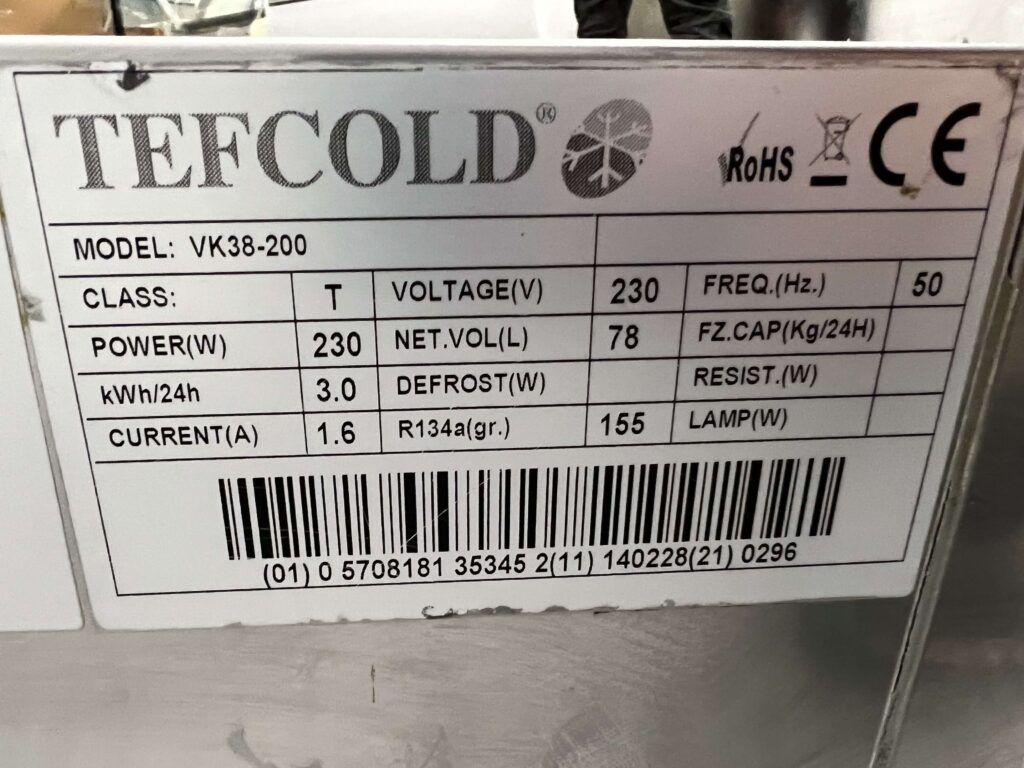 TEFCOLD®
RoHS CE
MODEL: VK38-200
CLASS: T VOLTAGE(V) 230 FREQ.(Hz.) 50
POWER(W) 230 NET.VOL(L) 78 FZ.CAP(Kg/24H)
kWh/24h 3.0 DEFROST(W) RESIST.(W)
CURRENT(A) 1.6 R134a(gr.) 155 LAMP(W)
(01) 0 5708181 35345 2(11) 140228(21) 0296